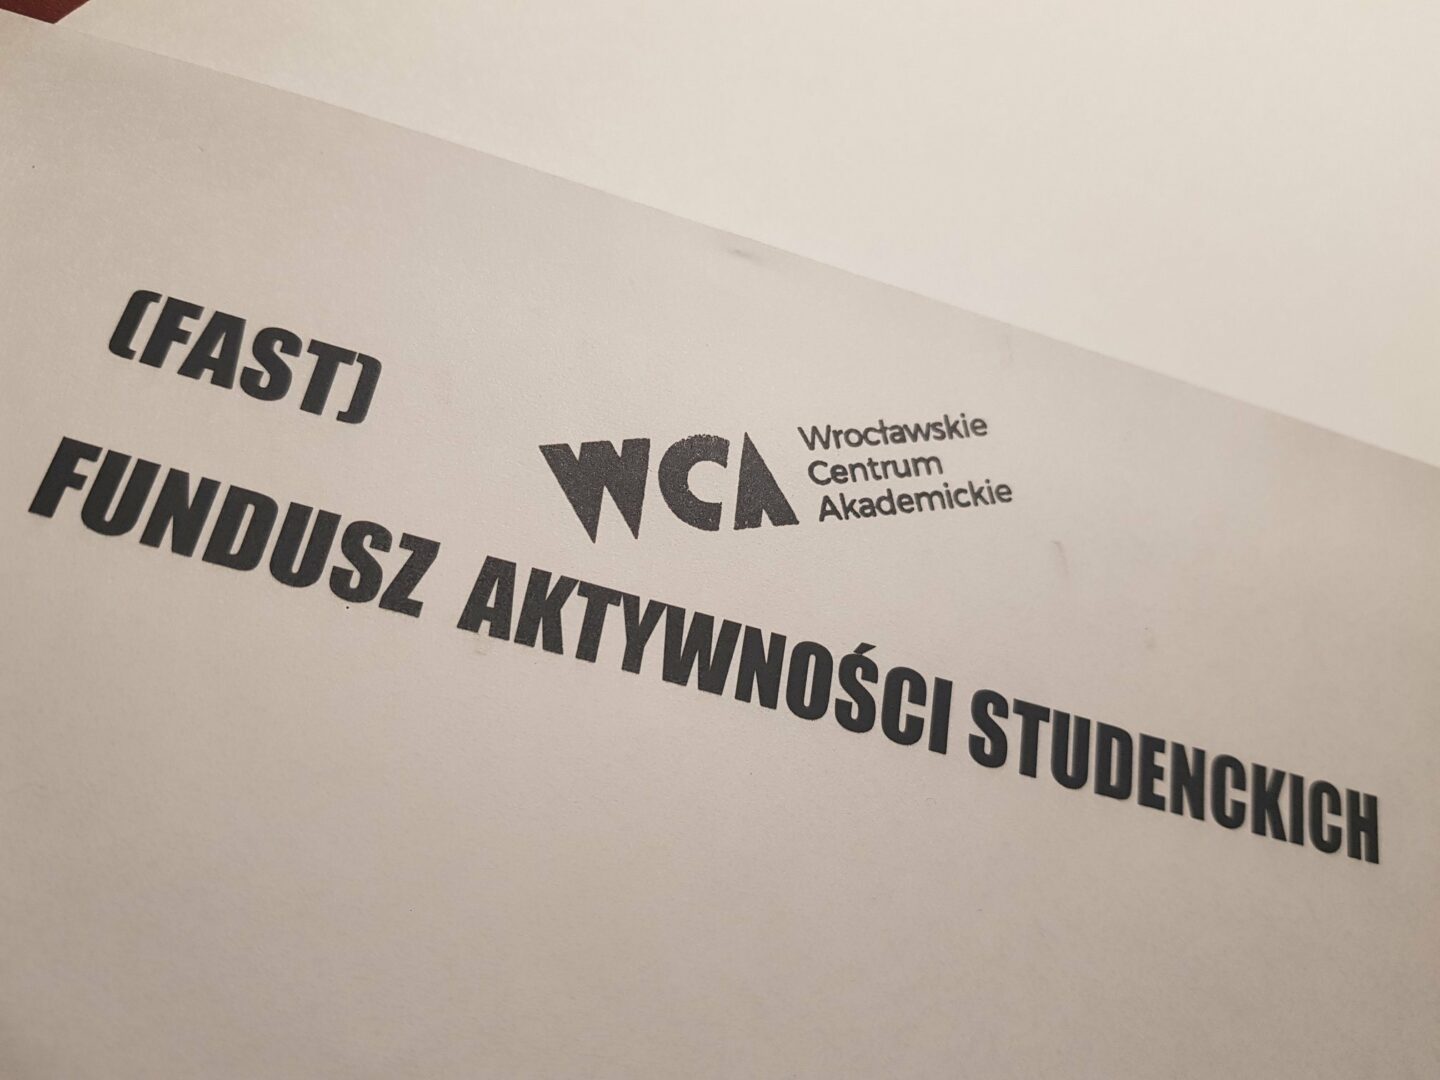 (FAST)
WCA
Wrocławskie
Centrum
Akademickie
FUNDUSZ AKTYWNOŚCI STUDENCKICH